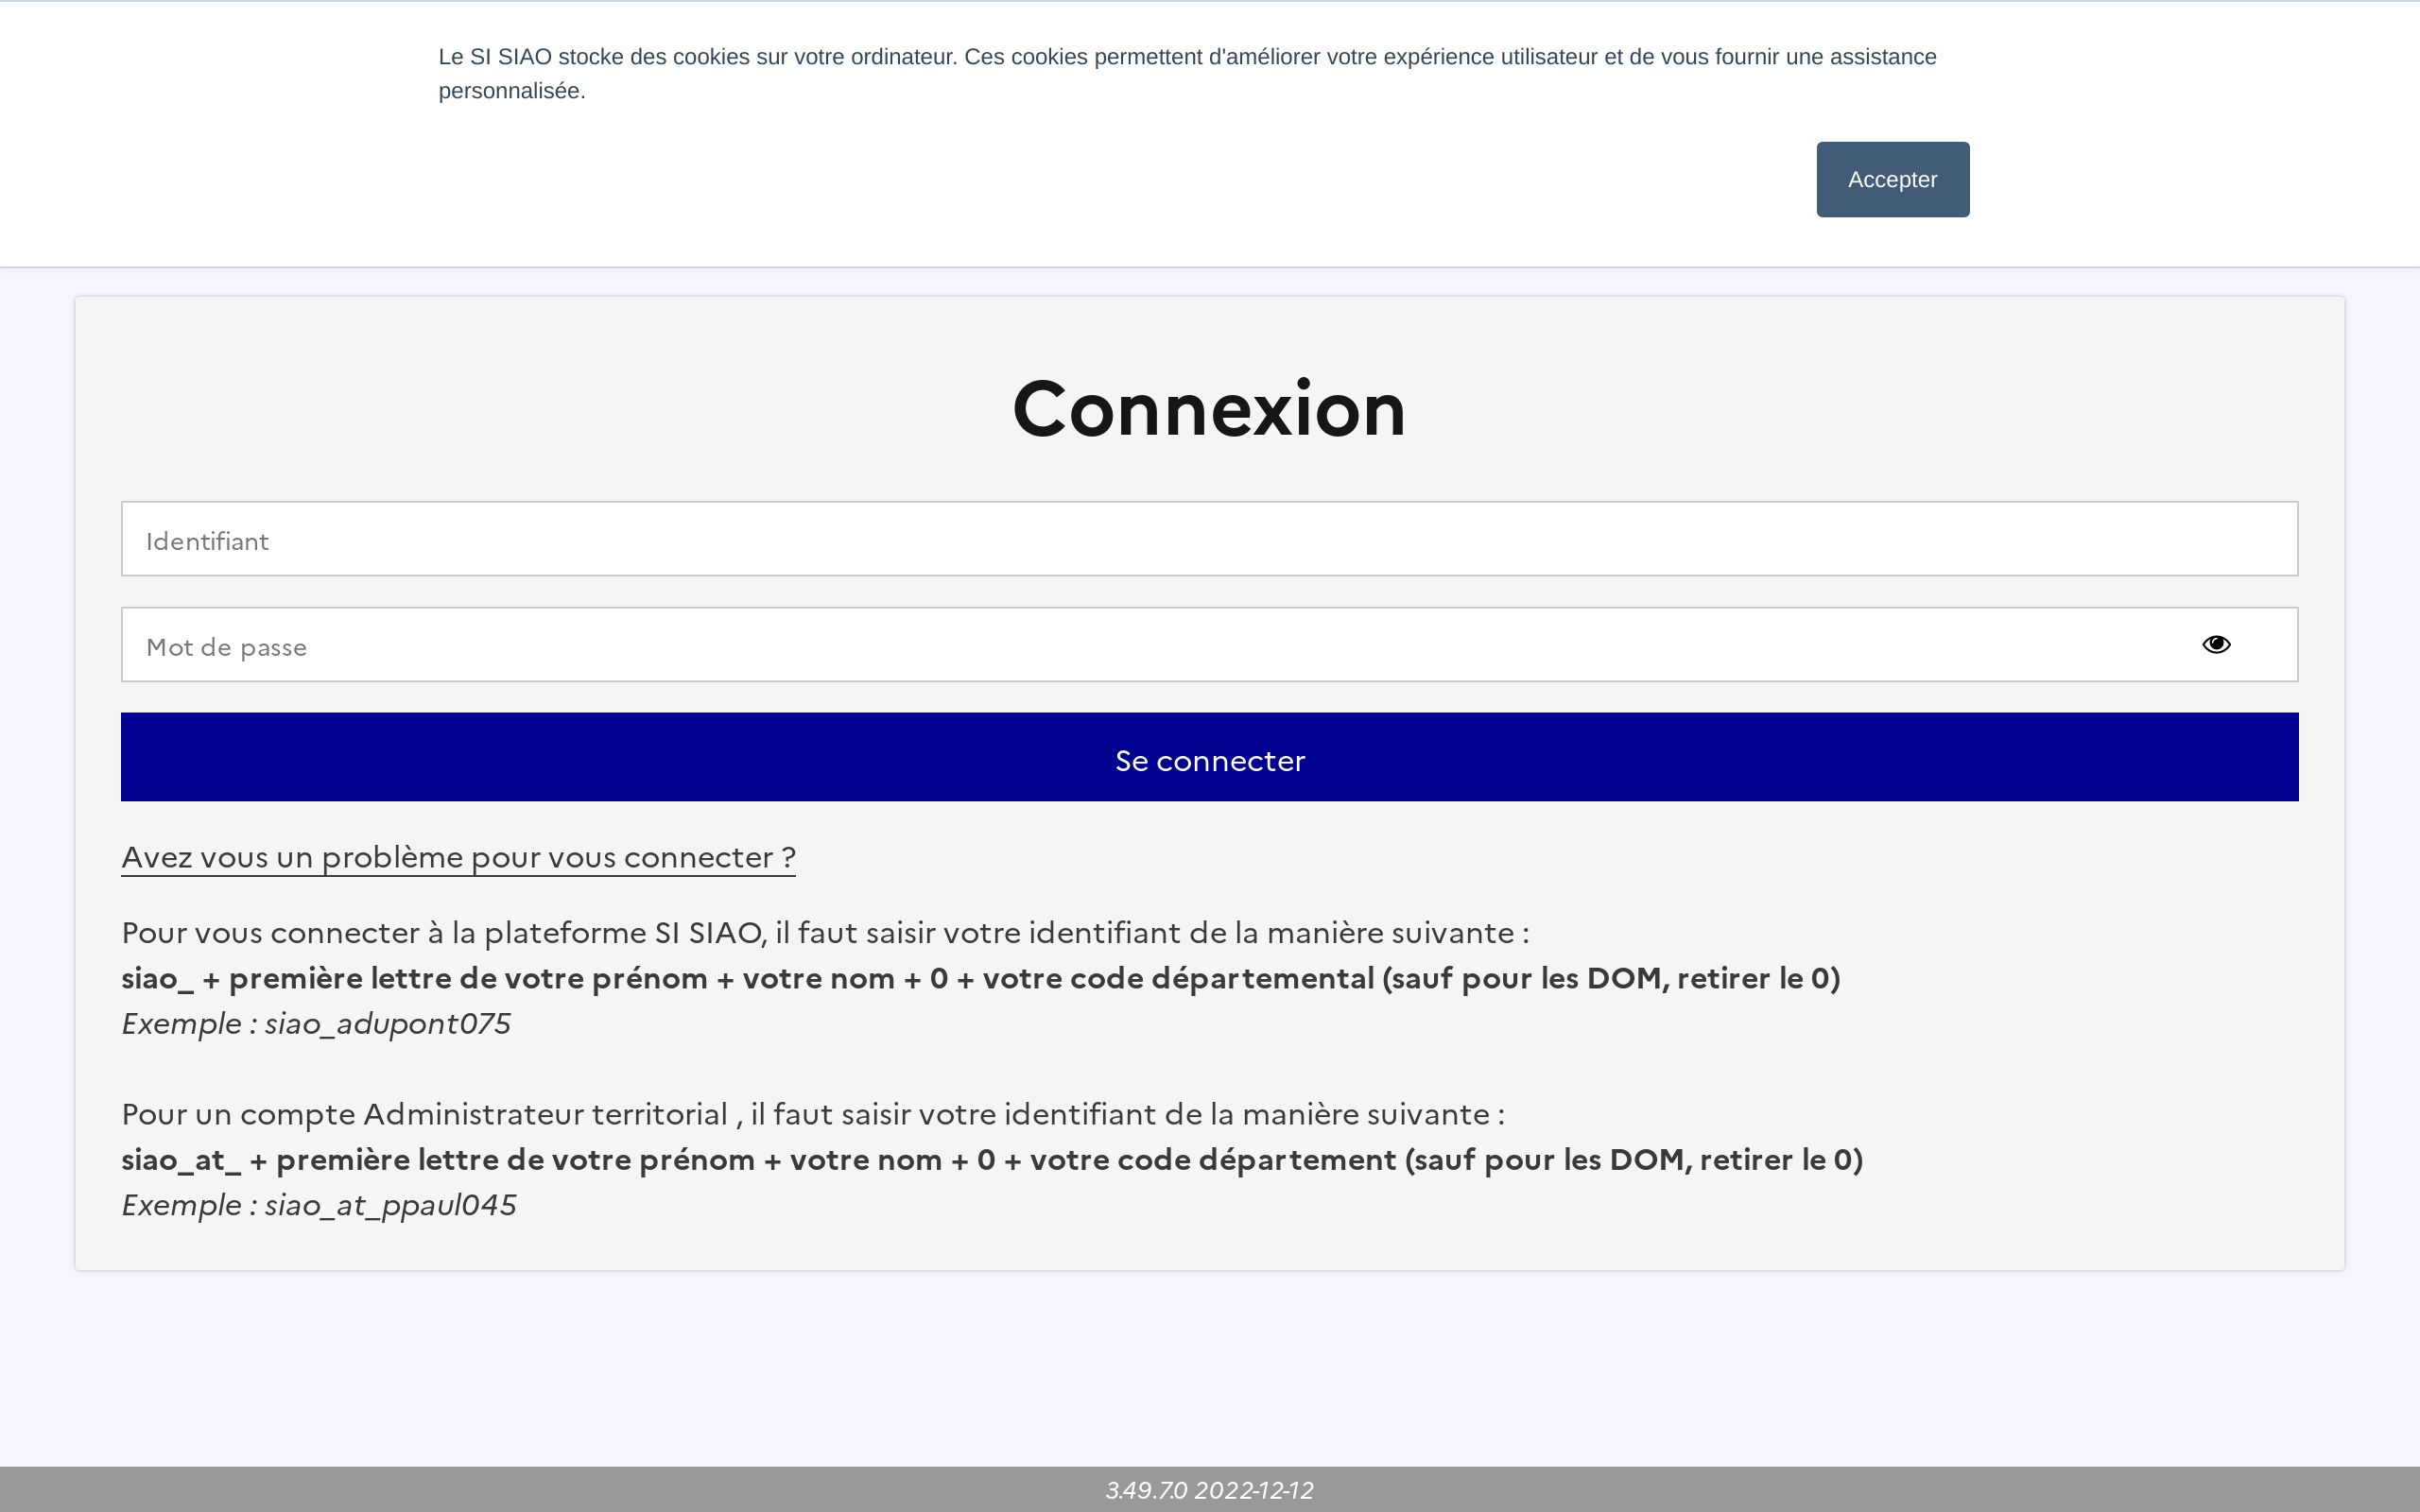 Le SI SIAO stocke des cookies sur votre ordinateur. Ces cookies permettent d'améliorer votre expérience utilisateur et de vous fournir une assistance
personnalisée.
Accepter
Connexion
Identifiant
Mot de passe
Se connecter
Avez vous un problème pour vous connecter ?
Pour vous connecter à la plateforme SI SIAO, il faut saisir votre identifiant de la manière suivante :
siao_ + première lettre de votre prénom + votre nom + 0 + votre code départemental (sauf pour les DOM, retirer le 0)
Exemple : siao_adupont075
Pour un compte Administrateur territorial , il faut saisir votre identifiant de la manière suivante :
siao_at_ + première lettre de votre prénom + votre nom + 0 + votre code département (sauf pour les DOM, retirer le 0)
Exemple : siao_at_ppaul045
3.49.7.0 2022-12-12